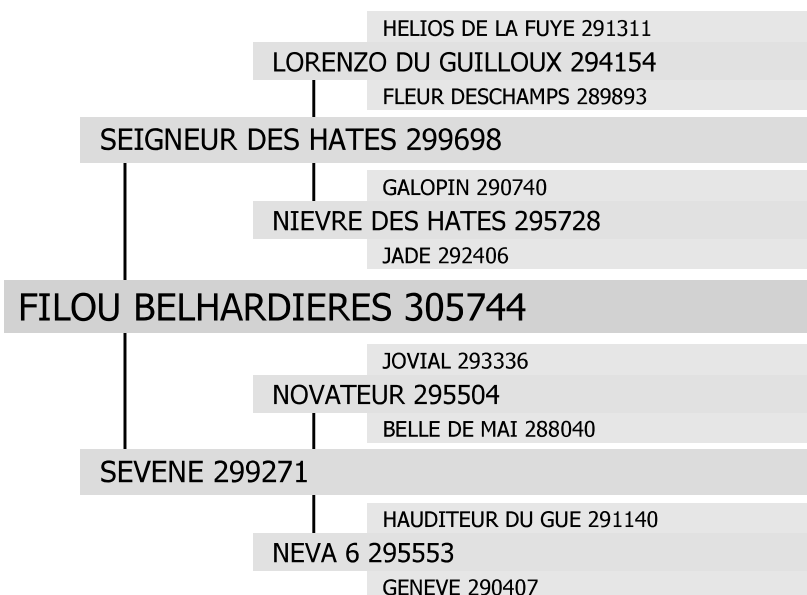 HELIOS DE LA FUYE 291311
LORENZO DU GUILLOUX 294154
FLEUR DESCHAMPS 289893
SEIGNEUR DES HATES 299698
GALOPIN 290740
NIEVRE DES HATES 295728
JADE 292406
FILOU BELHARDIERES 305744
JOVIAL 293336
NOVATEUR 295504
BELLE DE MAI 288040
SEVENE 299271
HAUDITEUR DU GUE 291140
NEVA 6 295553
GENEVE 290407